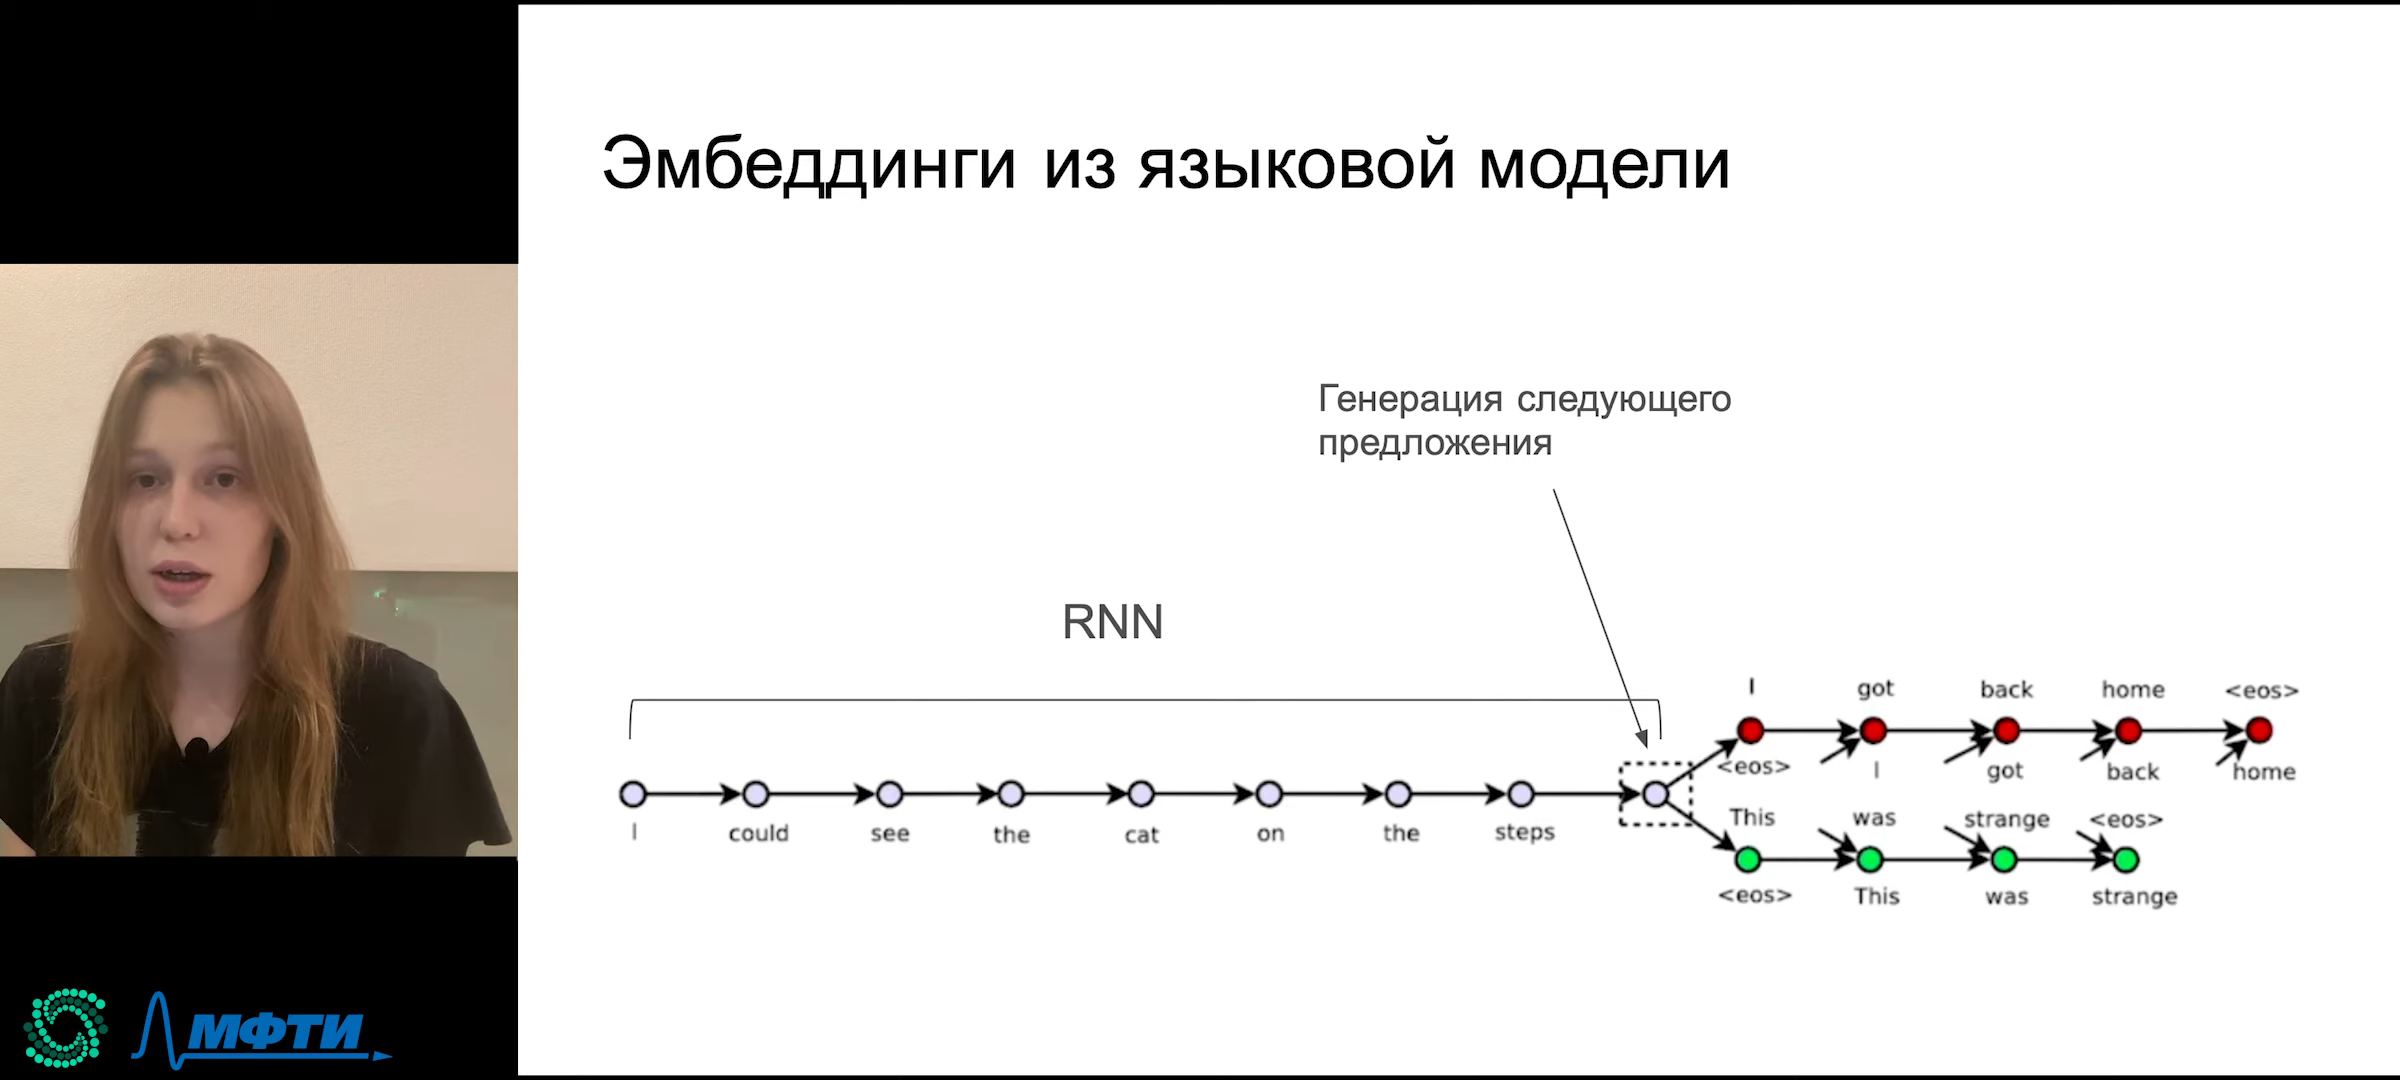 Эмбеддинги из языковой модели
Генерация следующего
предложения
RNN
I got back home <eos>
<eos> I got back home
I could see the cat on the steps
This was strange <eos>
<eos> This was strange
МФТИ